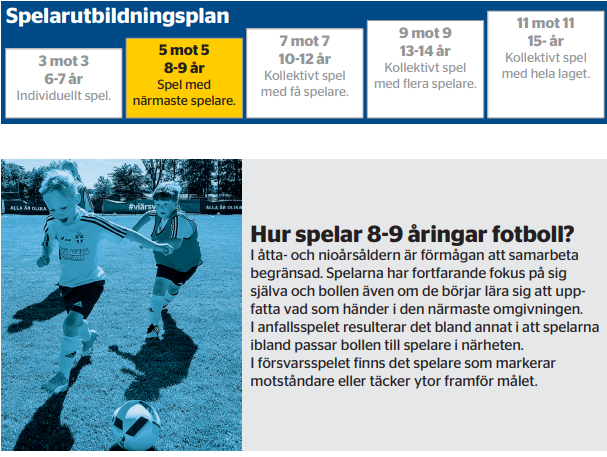 Spelarutbildningsplan
3 mot 3
6-7 år
Individuellt spel.
5 mot 5
8-9 år
Spel med
närmaste spelare.
7 mot 7
10-12 år
Kollektivt spel
med få spelare.
9 mot 9
13-14 år
Kollektivt spel
med flera spelare.
11 mot 11
15- år
Kollektivt spel
med hela laget.
ALLA ÄR OLIKA
#viärsv
ALLA ÄR OLIKA
Hur spelar 8-9 åringar fotboll?
I åtta- och nioårsåldern är förmågan att samarbeta
begränsad. Spelarna har fortfarande fokus på sig
själva och bollen även om de börjar lära sig att upp-
fatta vad som händer i den närmaste omgivningen.
I anfallsspelet resulterar det bland annat i att spelarna
ibland passar bollen till spelare i närheten.
I försvarsspelet finns det spelare som markerar
motståndare eller täcker ytor framför målet.